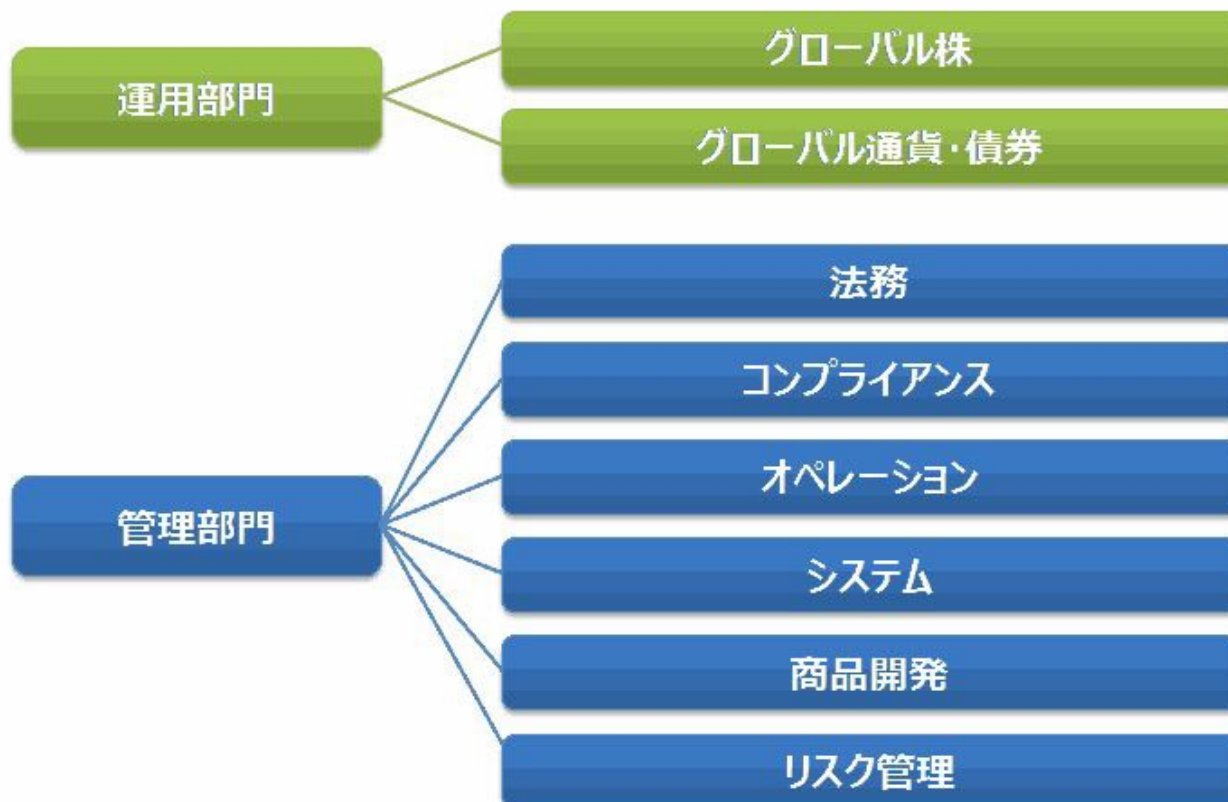 運用部門
グローバル株
グローバル通貨・債券
管理部門
法務
コンプライアンス
オペレーション
システム
商品開発
リスク管理